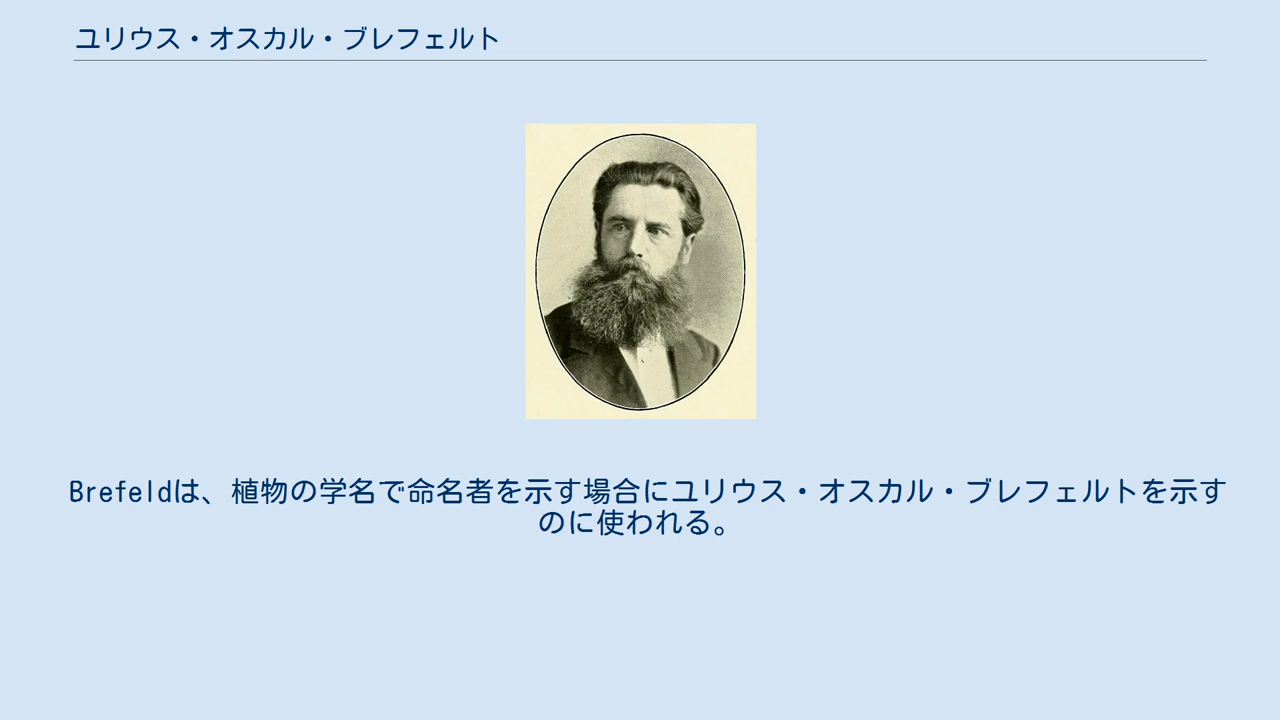 ユリウス・オスカル・ブレフェルト
Brefeldは、植物の学名で命名者を示す場合にユリウス・オスカル・ブレフェルトを示す
のに使われる。